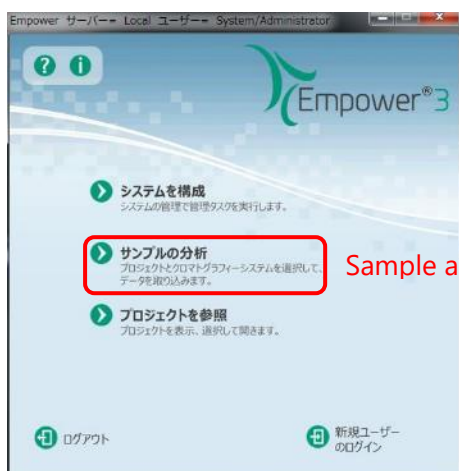 Empower サーバー= Local ユーザー= System/Administrator
Empower®3
システムを構成
システムの管理で管理タスクを実行します。
サンプルの分析
プロジェクトとクロマトグラフィーシステムを選択して、
データを取り込みます。
Sample a
プロジェクトを参照
プロジェクトを表示、選択して開きます。
ログアウト
新規ユーザー
のログイン